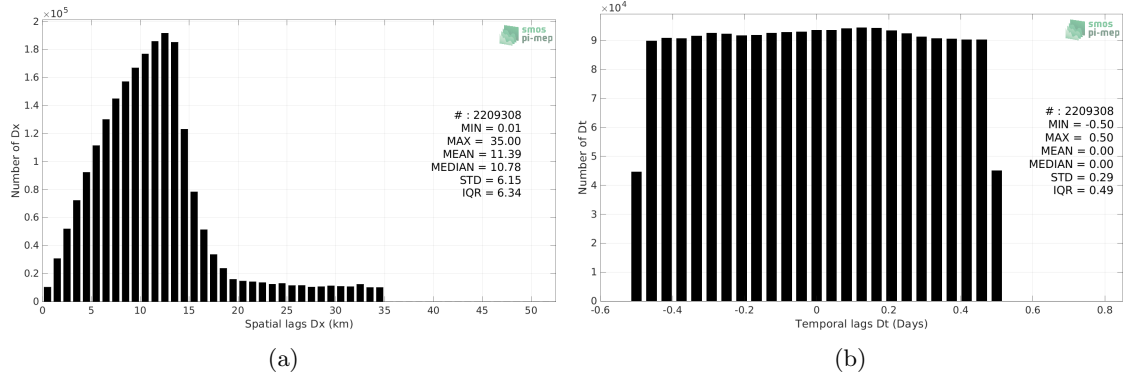 ×10⁵
2
1.8
1.6
1.4
1.2
1
0.8
0.6
0.4
0.2
0
Number of Dx
smos
pi-mep
# : 2209308
MIN = 0.01
MAX = 35.00
MEAN = 11.39
MEDIAN = 10.78
STD = 6.15
IQR = 6.34
0 5 10 15 20 25 30 35 40 45 50
Spatial lags Dx (km)
(a)
×10⁴
9
8
7
6
5
4
3
2
1
0
Number of Dt
smos
pi-mep
# : 2209308
MIN = -0.50
MAX = 0.50
MEAN = 0.00
MEDIAN = 0.00
STD = 0.29
IQR = 0.49
-0.6 -0.4 -0.2 0 0.2 0.4 0.6 0.8
Temporal lags Dt (Days)
(b)